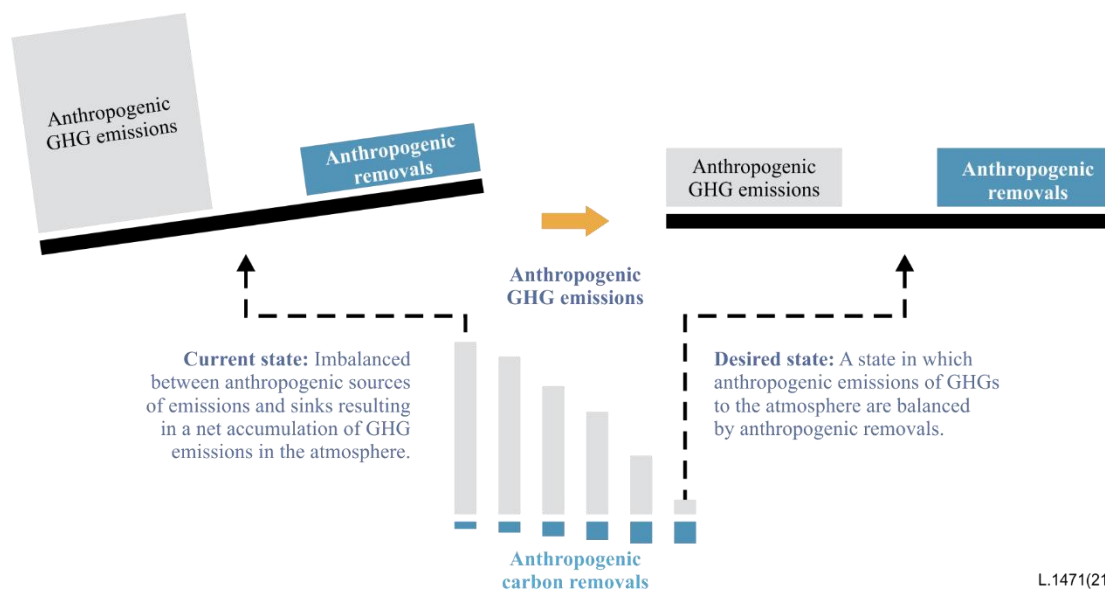 Anthropogenic
GHG emissions
Anthropogenic
removals
Anthropogenic
GHG emissions
Anthropogenic
removals
Anthropogenic
GHG emissions
Current state: Imbalanced
between anthropogenic sources
of emissions and sinks resulting
in a net accumulation of GHG
emissions in the atmosphere.
Desired state: A state in which
anthropogenic emissions of GHGs
to the atmosphere are balanced
by anthropogenic removals.
Anthropogenic
carbon removals
L.1471(21